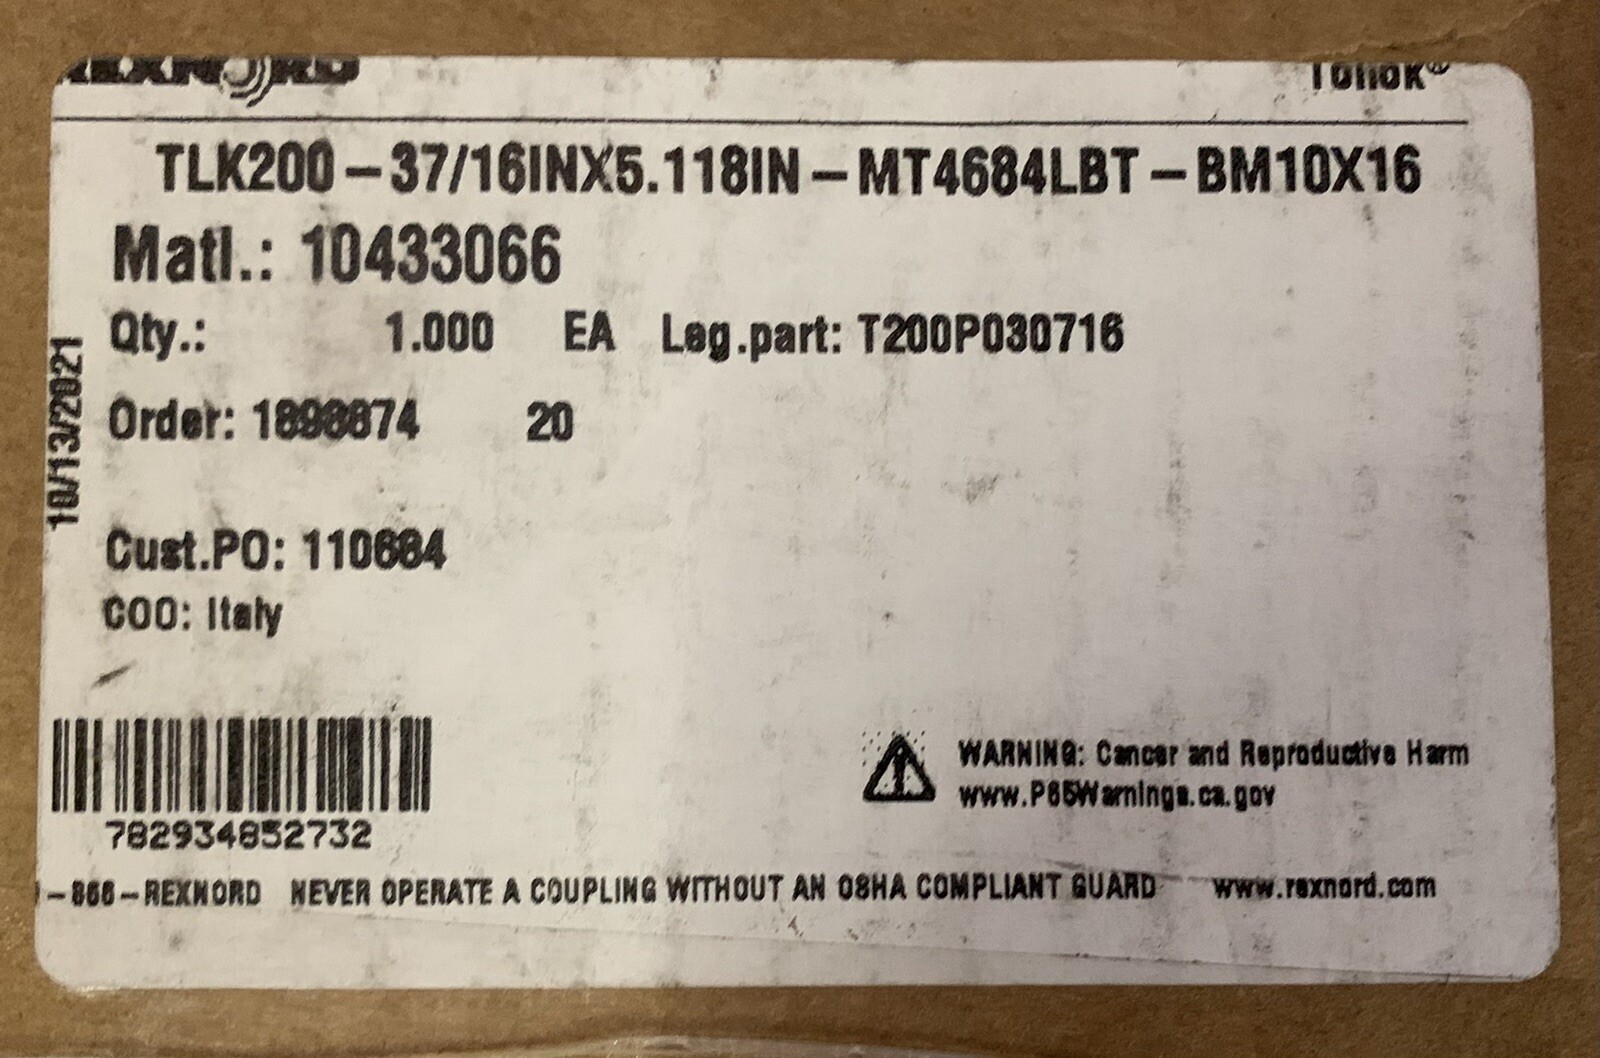 REXNORD Tollok®
TLK200-37/16INX5.118IN-MT4684LBT-BM10X16
Matl.: 10433066
Qty.: 1.000 EA Leg.part: T200P030716
Order: 1898874 20
10/13/2021
Cust.PO: 110684
COO: Italy
WARNING: Cancer and Reproductive Harm
www.P65Warnings.ca.gov
782934852732
-866-REXNORD NEVER OPERATE A COUPLING WITHOUT AN OSHA COMPLIANT GUARD www.rexnord.com